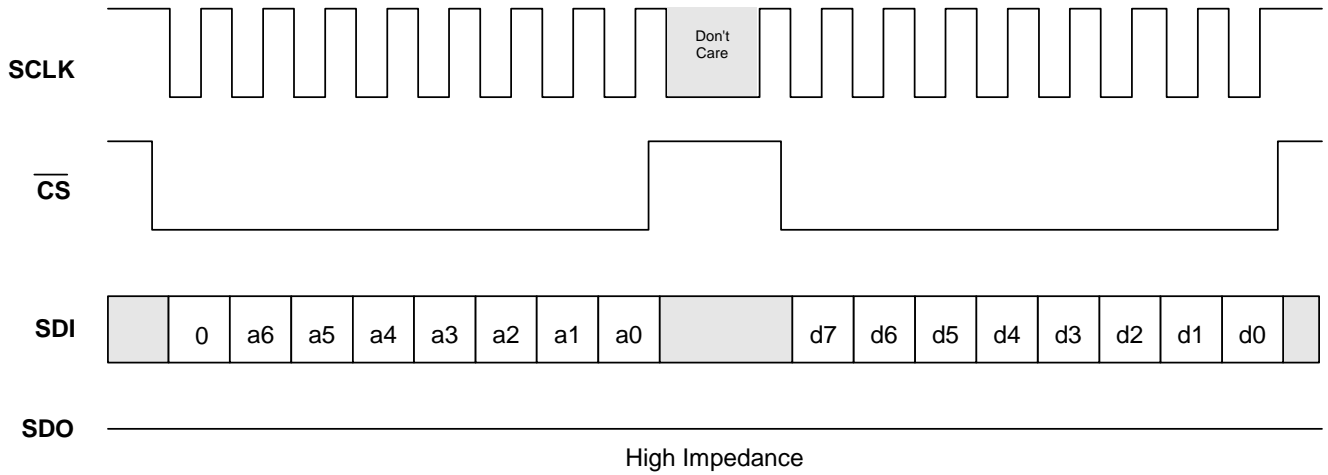 Don't
Care
SCLK
CS
SDI 0 a6 a5 a4 a3 a2 a1 a0 d7 d6 d5 d4 d3 d2 d1 d0
SDO
High Impedance